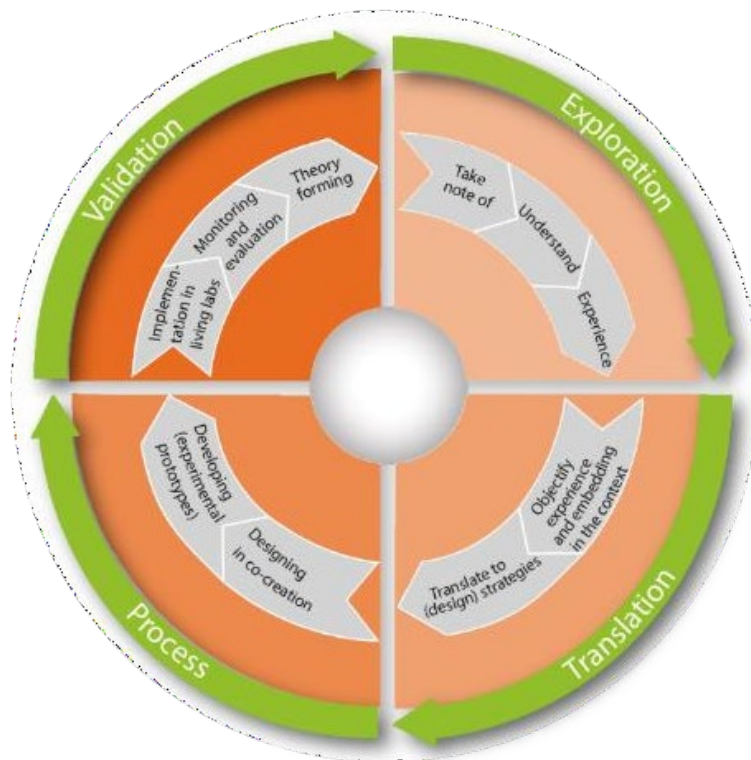 Exploration
Take
note of
Understand
Experience
Translation
Objectify
experience
and embedding
in the context
Translate to
(design) strategies
Process
Designing
in co-creation
Developing
(experimental
prototypes)
Validation
Implemen-
tation in
living labs
Monitoring
and
evaluation
Theory
forming